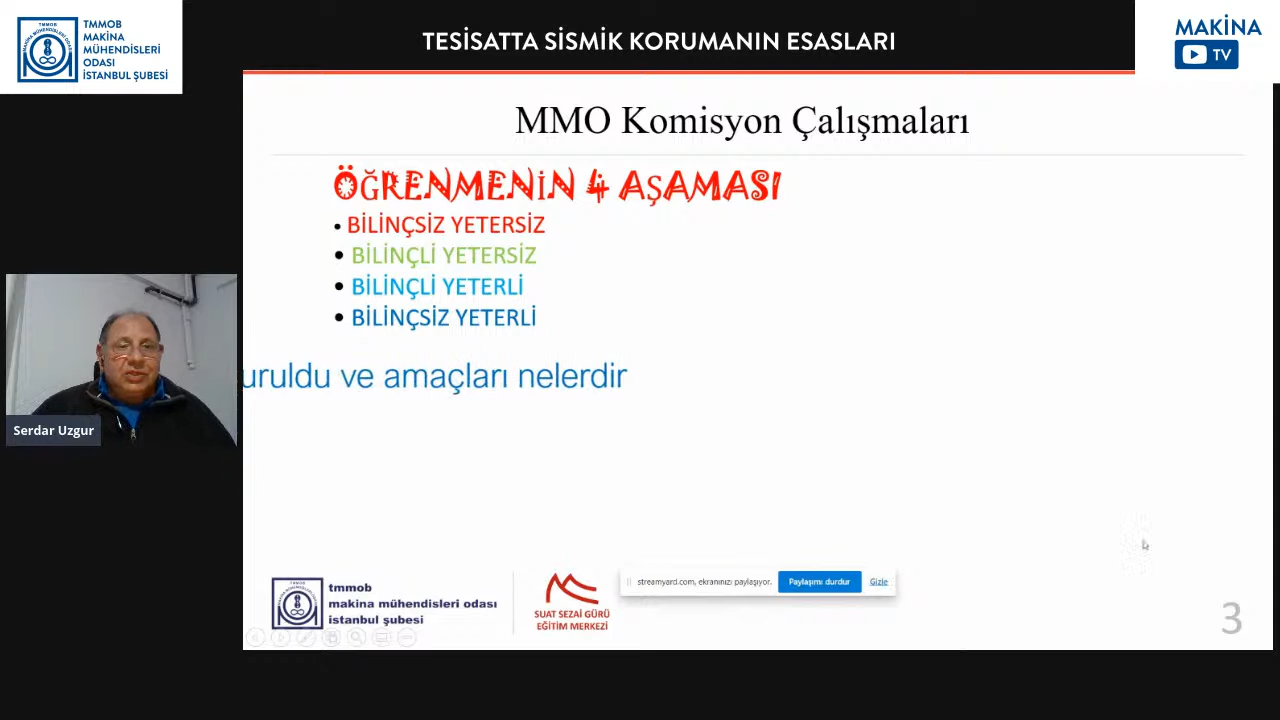 TMMOB
MAKİNA
MÜHENDİSLERİ
ODASI
İSTANBUL ŞUBESİ
TESİSATTA SİSMİK KORUMANIN ESASLARI
MAKİNA
TV
MMO Komisyon Çalışmaları
ÖĞRENMENİN 4 AŞAMASI
• BİLİNÇSİZ YETERSİZ
• BİLİNÇLİ YETERSİZ
• BİLİNÇLİ YETERLİ
• BİLİNÇSİZ YETERLİ
uruldu ve amaçları nelerdir
Serdar Uzgur
tmmob
makina mühendisleri odası
istanbul şubesi
SUAT SEZAİ GÜRÜ
EĞİTİM MERKEZİ
streamyard.com, ekranınızı paylaşıyor.
Paylaşımı durdur
Gizle
3